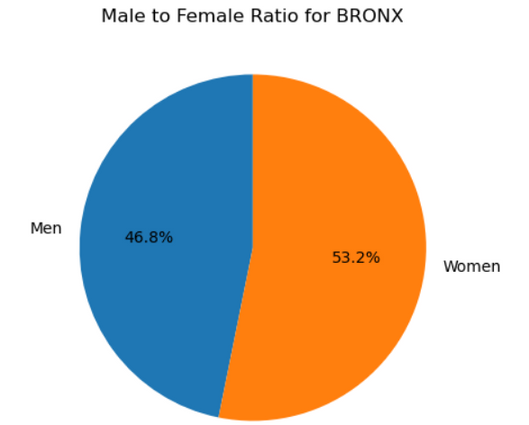 Male to Female Ratio for BRONX
Men
46.8%
53.2%
Women